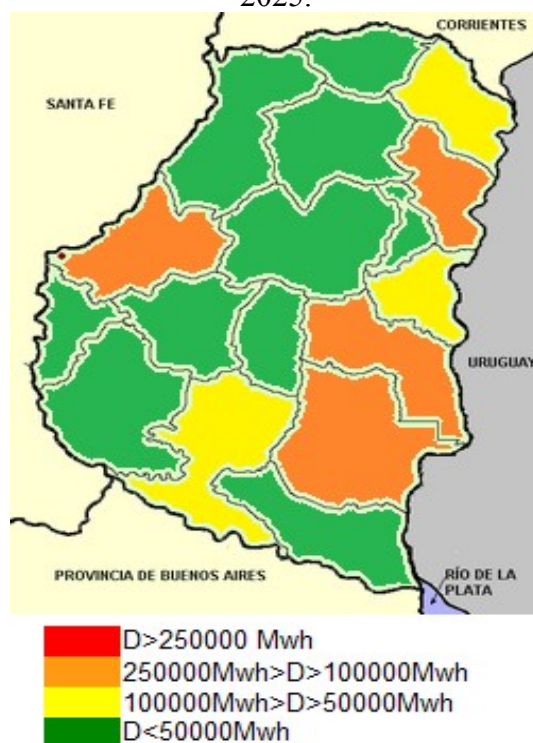 2025.
CORRIENTES
SANTA FE
URUGUAY
PROVINCIA DE BUENOS AIRES
RÍO DE LA
PLATA
D>250000 Mwh
250000Mwh>D>100000Mwh
100000Mwh>D>50000Mwh
D<50000Mwh